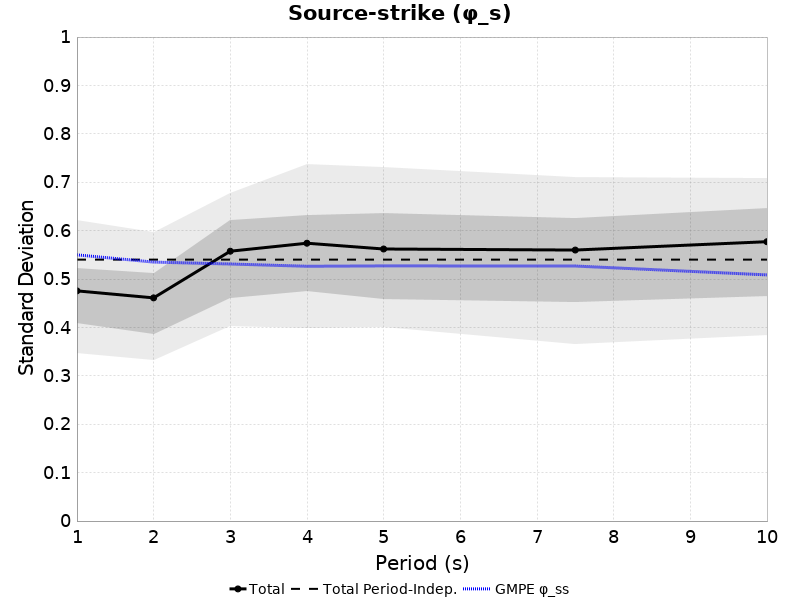 Source-strike (φ_s)
Standard Deviation
1
0.9
0.8
0.7
0.6
0.5
0.4
0.3
0.2
0.1
0
1 2 3 4 5 6 7 8 9 10
Period (s)
Total Total Period-Indep. GMPE φ_ss